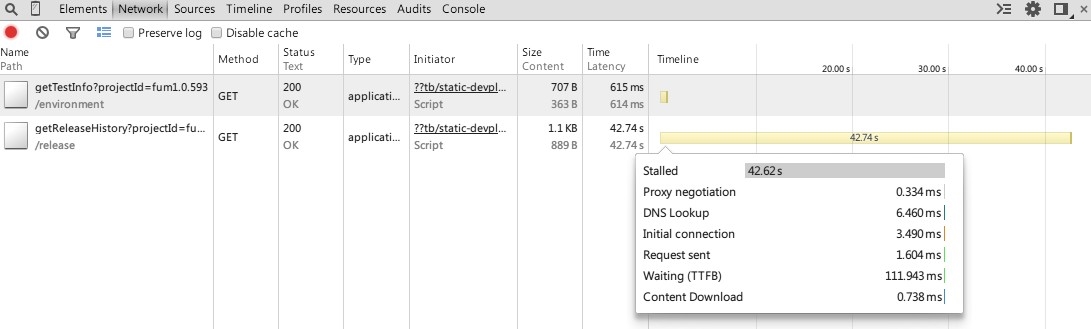 Elements Network Sources Timeline Profiles Resources Audits Console
Preserve log Disable cache
Name Path Method Status Text Type Initiator Size Content Time Latency Timeline 20.00 s 30.00 s 40.00 s
getTestInfo?projectId=fum1.0.593 GET 200 applicati... ??tb/static-devpl... 707 B 615 ms
/environment OK Script 363 B 614 ms
getReleaseHistory?projectId=fu... GET 200 applicati... ??tb/static-devpl... 1.1 KB 42.74 s 42.74 s
/release OK Script 889 B 42.74 s
Stalled 42.62 s
Proxy negotiation 0.334 ms
DNS Lookup 6.460 ms
Initial connection 3.490 ms
Request sent 1.604 ms
Waiting (TTFB) 111.943 ms
Content Download 0.738 ms